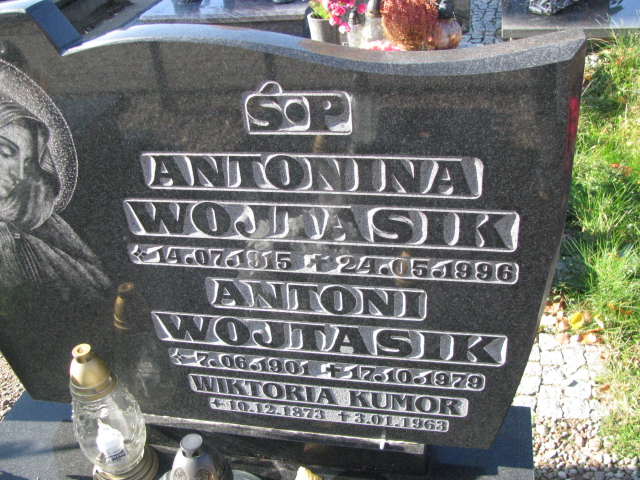 Ś.P
ANTONINA
WOJTASIK
14.07.1915 24.05.1996
ANTONI
WOJTASIK
7.06.1901 17.10.1979
WIKTORIA KUMOR
10.12.1873 3.01.1963